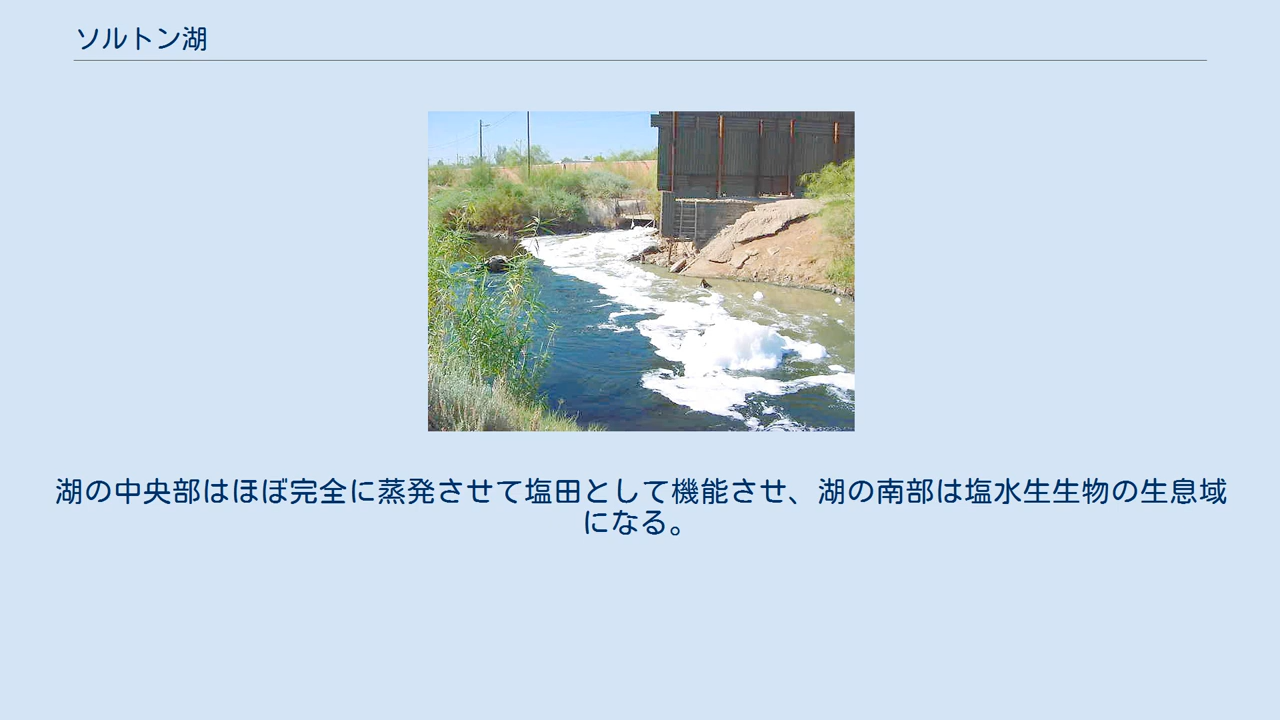 ソルトン湖
湖の中央部はほぼ完全に蒸発させて塩田として機能させ、湖の南部は塩水生生物の生息域
になる。